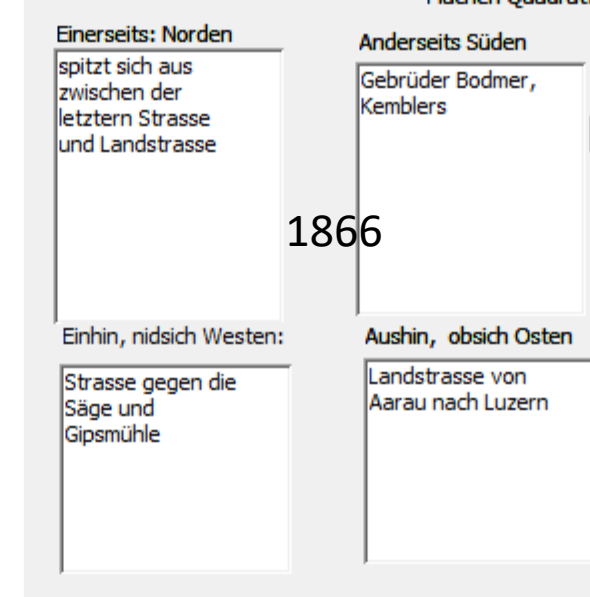 Einerseits: Norden
spitzt sich aus
zwischen der
letztern Strasse
und Landstrasse
Anderseits Süden
Gebrüder Bodmer,
Kemblers
1866
Einhin, nidsich Westen:
Strasse gegen die
Säge und
Gipsmühle
Aushin, obsich Osten
Landstrasse von
Aarau nach Luzern